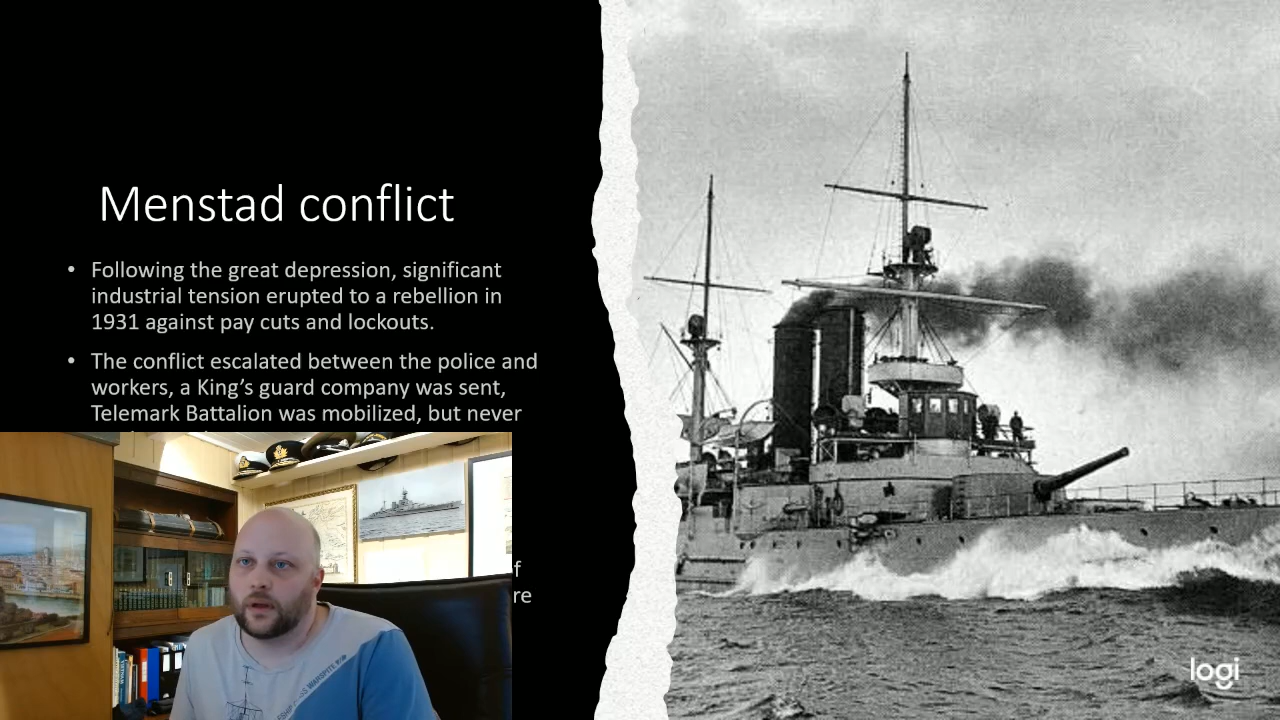 Menstad conflict
• Following the great depression, significant
industrial tension erupted to a rebellion in
1931 against pay cuts and lockouts.
• The conflict escalated between the police and
workers, a King's guard company was sent,
Telemark Battalion was mobilized, but never
f
re
logi